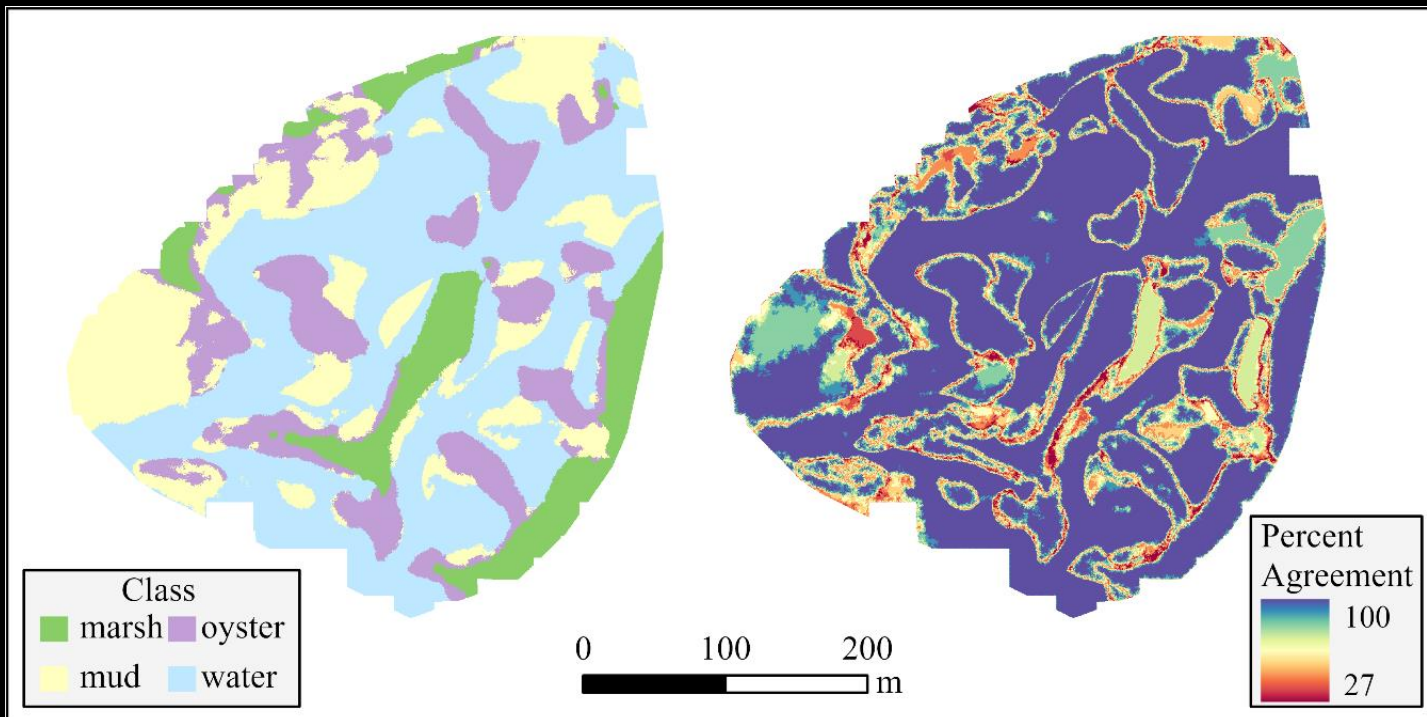 Class
marsh oyster
mud water
0 100 200
m
Percent
Agreement
100
27